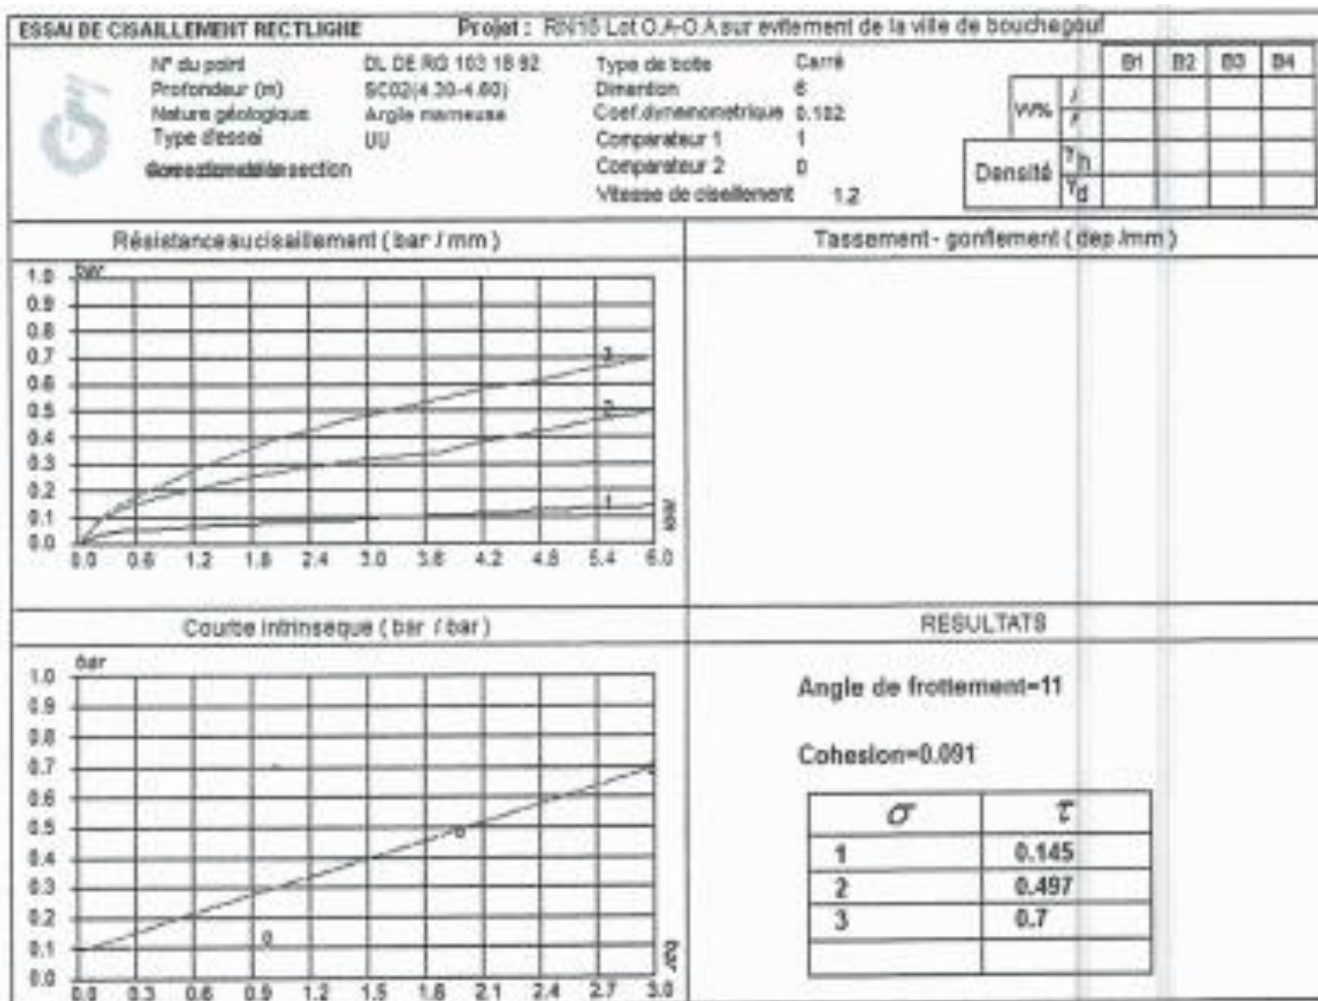 ESSAI DE CISAILLEMENT RECTLIGNE Projet : RN16 Lot O.A-O.A sur evitement de la ville de bouchegouf
N° du point DL DE RG 103 18 92 Type de boite Carré B1 B2 B3 B4
Profondeur (m) SC02(4.30-4.60) Dimention 6
Nature géologique Argle marneuse Coef.dynemonetrique 0.102 W% i
f
Type d'essai UU Comparateur 1 1
section Comparateur 2 0 Densité γh
Vitesse de cisaillement 1.2 γd
Résistance au cisaillement ( bar / mm ) Tassement - gonflement ( dep /mm )
bar
1.0
0.9
0.8
0.7 3
0.6
0.5 2
0.4
0.3
0.2
0.1 1
0.0
0.0 0.6 1.2 1.8 2.4 3.0 3.6 4.2 4.8 5.4 6.0
Courbe intrinseque ( bar / bar ) RESULTATS
bar
1.0
0.9
0.8
0.7
0.6
0.5
0.4
0.3
0.2
0.1
0.0
bar
0.0 0.3 0.6 0.9 1.2 1.5 1.8 2.1 2.4 2.7 3.0
Angle de frottement=11
Cohesion=0.091
σ τ
1 0.145
2 0.497
3 0.7